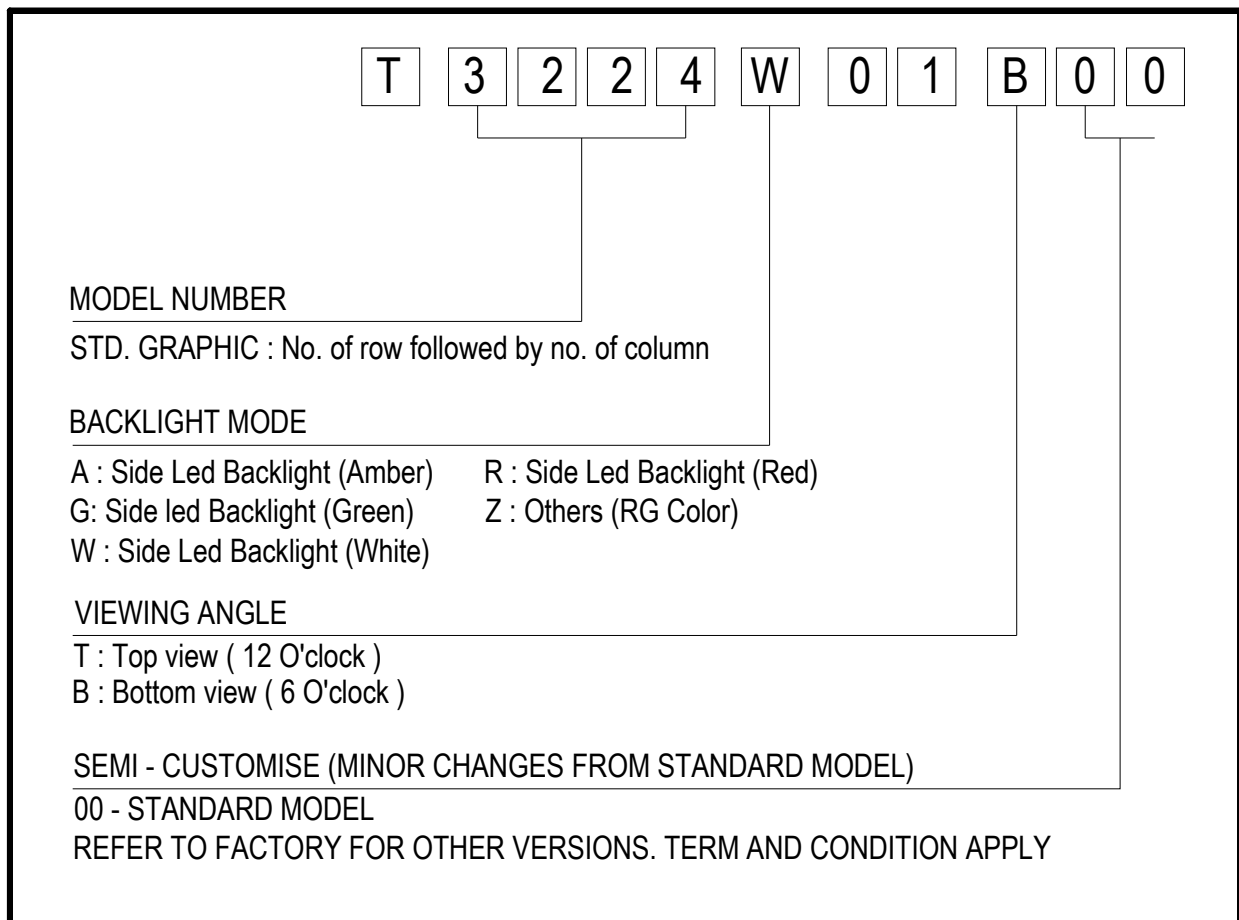 T 3 2 2 4 W 0 1 B 0 0
MODEL NUMBER
STD. GRAPHIC : No. of row followed by no. of column
BACKLIGHT MODE
A : Side Led Backlight (Amber) R : Side Led Backlight (Red)
G: Side led Backlight (Green) Z : Others (RG Color)
W : Side Led Backlight (White)
VIEWING ANGLE
T : Top view ( 12 O'clock )
B : Bottom view ( 6 O'clock )
SEMI - CUSTOMISE (MINOR CHANGES FROM STANDARD MODEL)
00 - STANDARD MODEL
REFER TO FACTORY FOR OTHER VERSIONS. TERM AND CONDITION APPLY